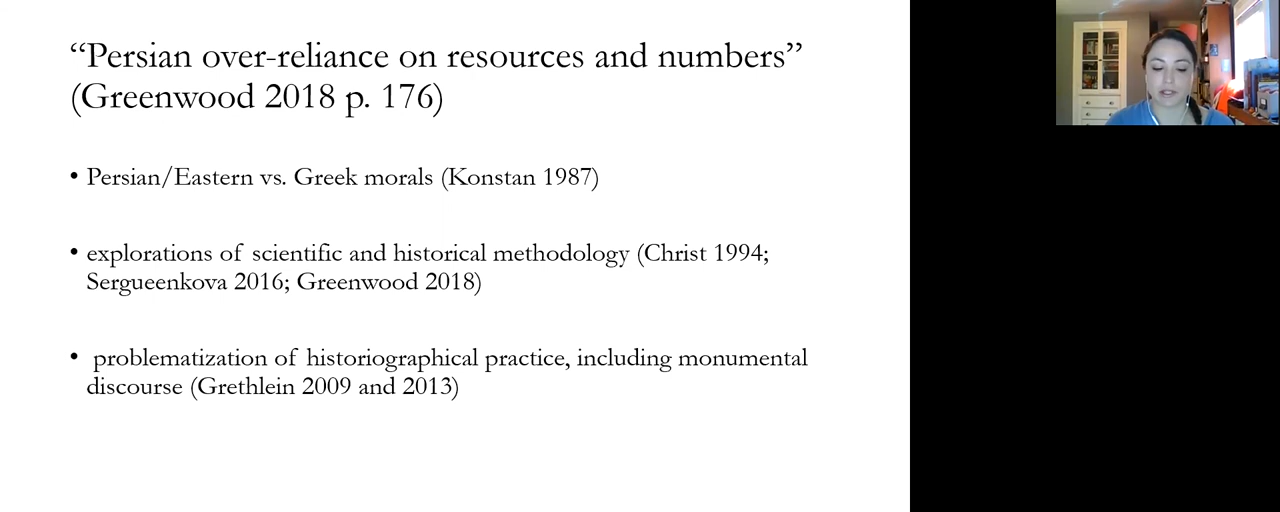 “Persian over-reliance on resources and numbers”
(Greenwood 2018 p. 176)
• Persian/Eastern vs. Greek morals (Konstan 1987)
• explorations of scientific and historical methodology (Christ 1994;
Sergueenkova 2016; Greenwood 2018)
• problematization of historiographical practice, including monumental
discourse (Grethlein 2009 and 2013)